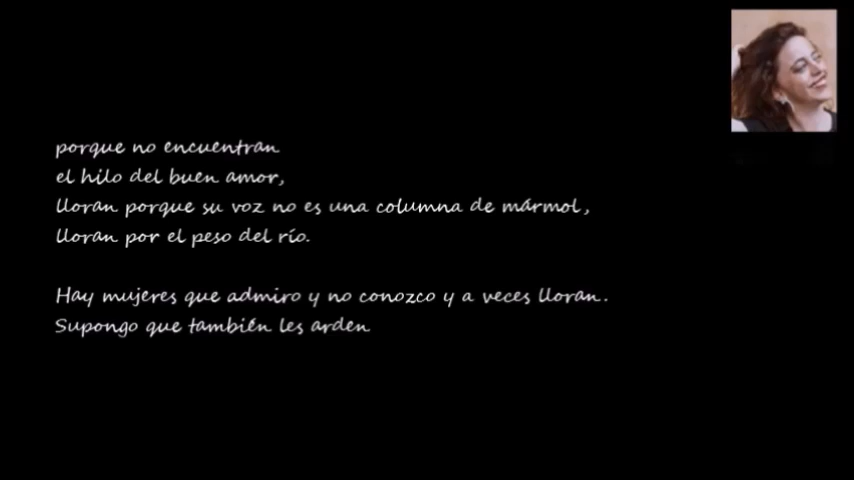 porque no encuentran
el hilo del buen amor,
lloran porque su voz no es una columna de mármol,
lloran por el peso del río.
Hay mujeres que admiro y no conozco y a veces lloran.
Supongo que también les arden